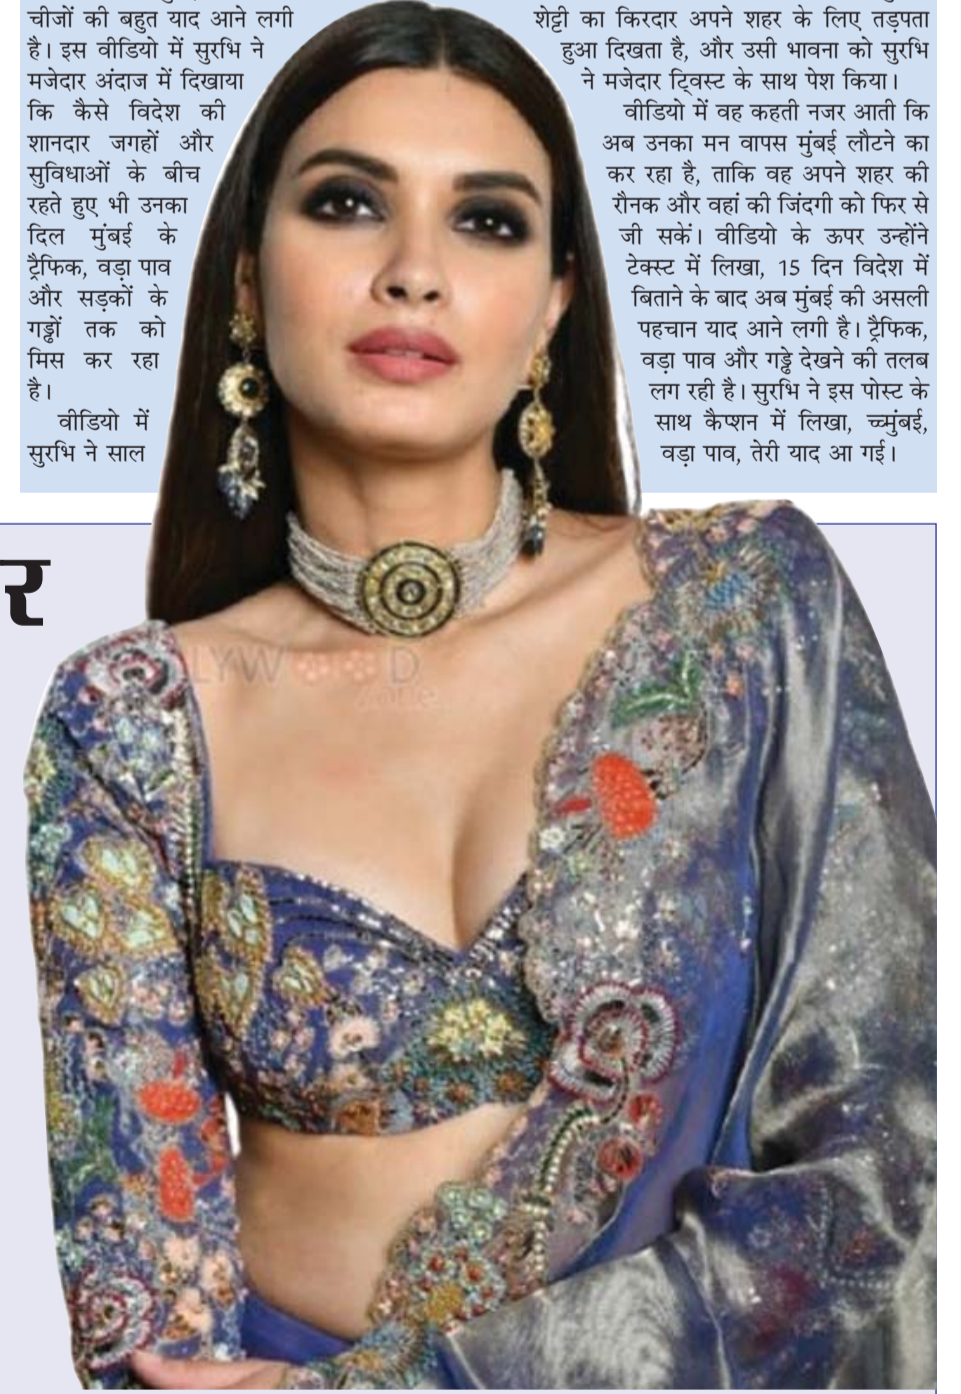 चीजों की बहुत याद आने लगी
है। इस वीडियो में सुरभि ने
मजेदार अंदाज में दिखाया
कि कैसे विदेश की
शानदार जगहों और
सुविधाओं के बीच
रहते हुए भी उनका
दिल मुंबई के
ट्रैफिक, वड़ा पाव
और सड़कों के
गड्ढों तक को
मिस कर रहा
है।
वीडियो में
सुरभि ने साल
शेट्टी का किरदार अपने शहर के लिए तड़पता
हुआ दिखता है, और उसी भावना को सुरभि
ने मजेदार ट्विस्ट के साथ पेश किया।
वीडियो में वह कहती नजर आती कि
अब उनका मन वापस मुंबई लौटने का
कर रहा है, ताकि वह अपने शहर की
रौनक और वहां की जिंदगी को फिर से
जी सकें। वीडियो के ऊपर उन्होंने
टेक्स्ट में लिखा, 15 दिन विदेश में
बिताने के बाद अब मुंबई की असली
पहचान याद आने लगी है। ट्रैफिक,
वड़ा पाव और गड्ढे देखने की तलब
लग रही है। सुरभि ने इस पोस्ट के
साथ कैप्शन में लिखा, च्मुंबई,
वड़ा पाव, तेरी याद आ गई।
र